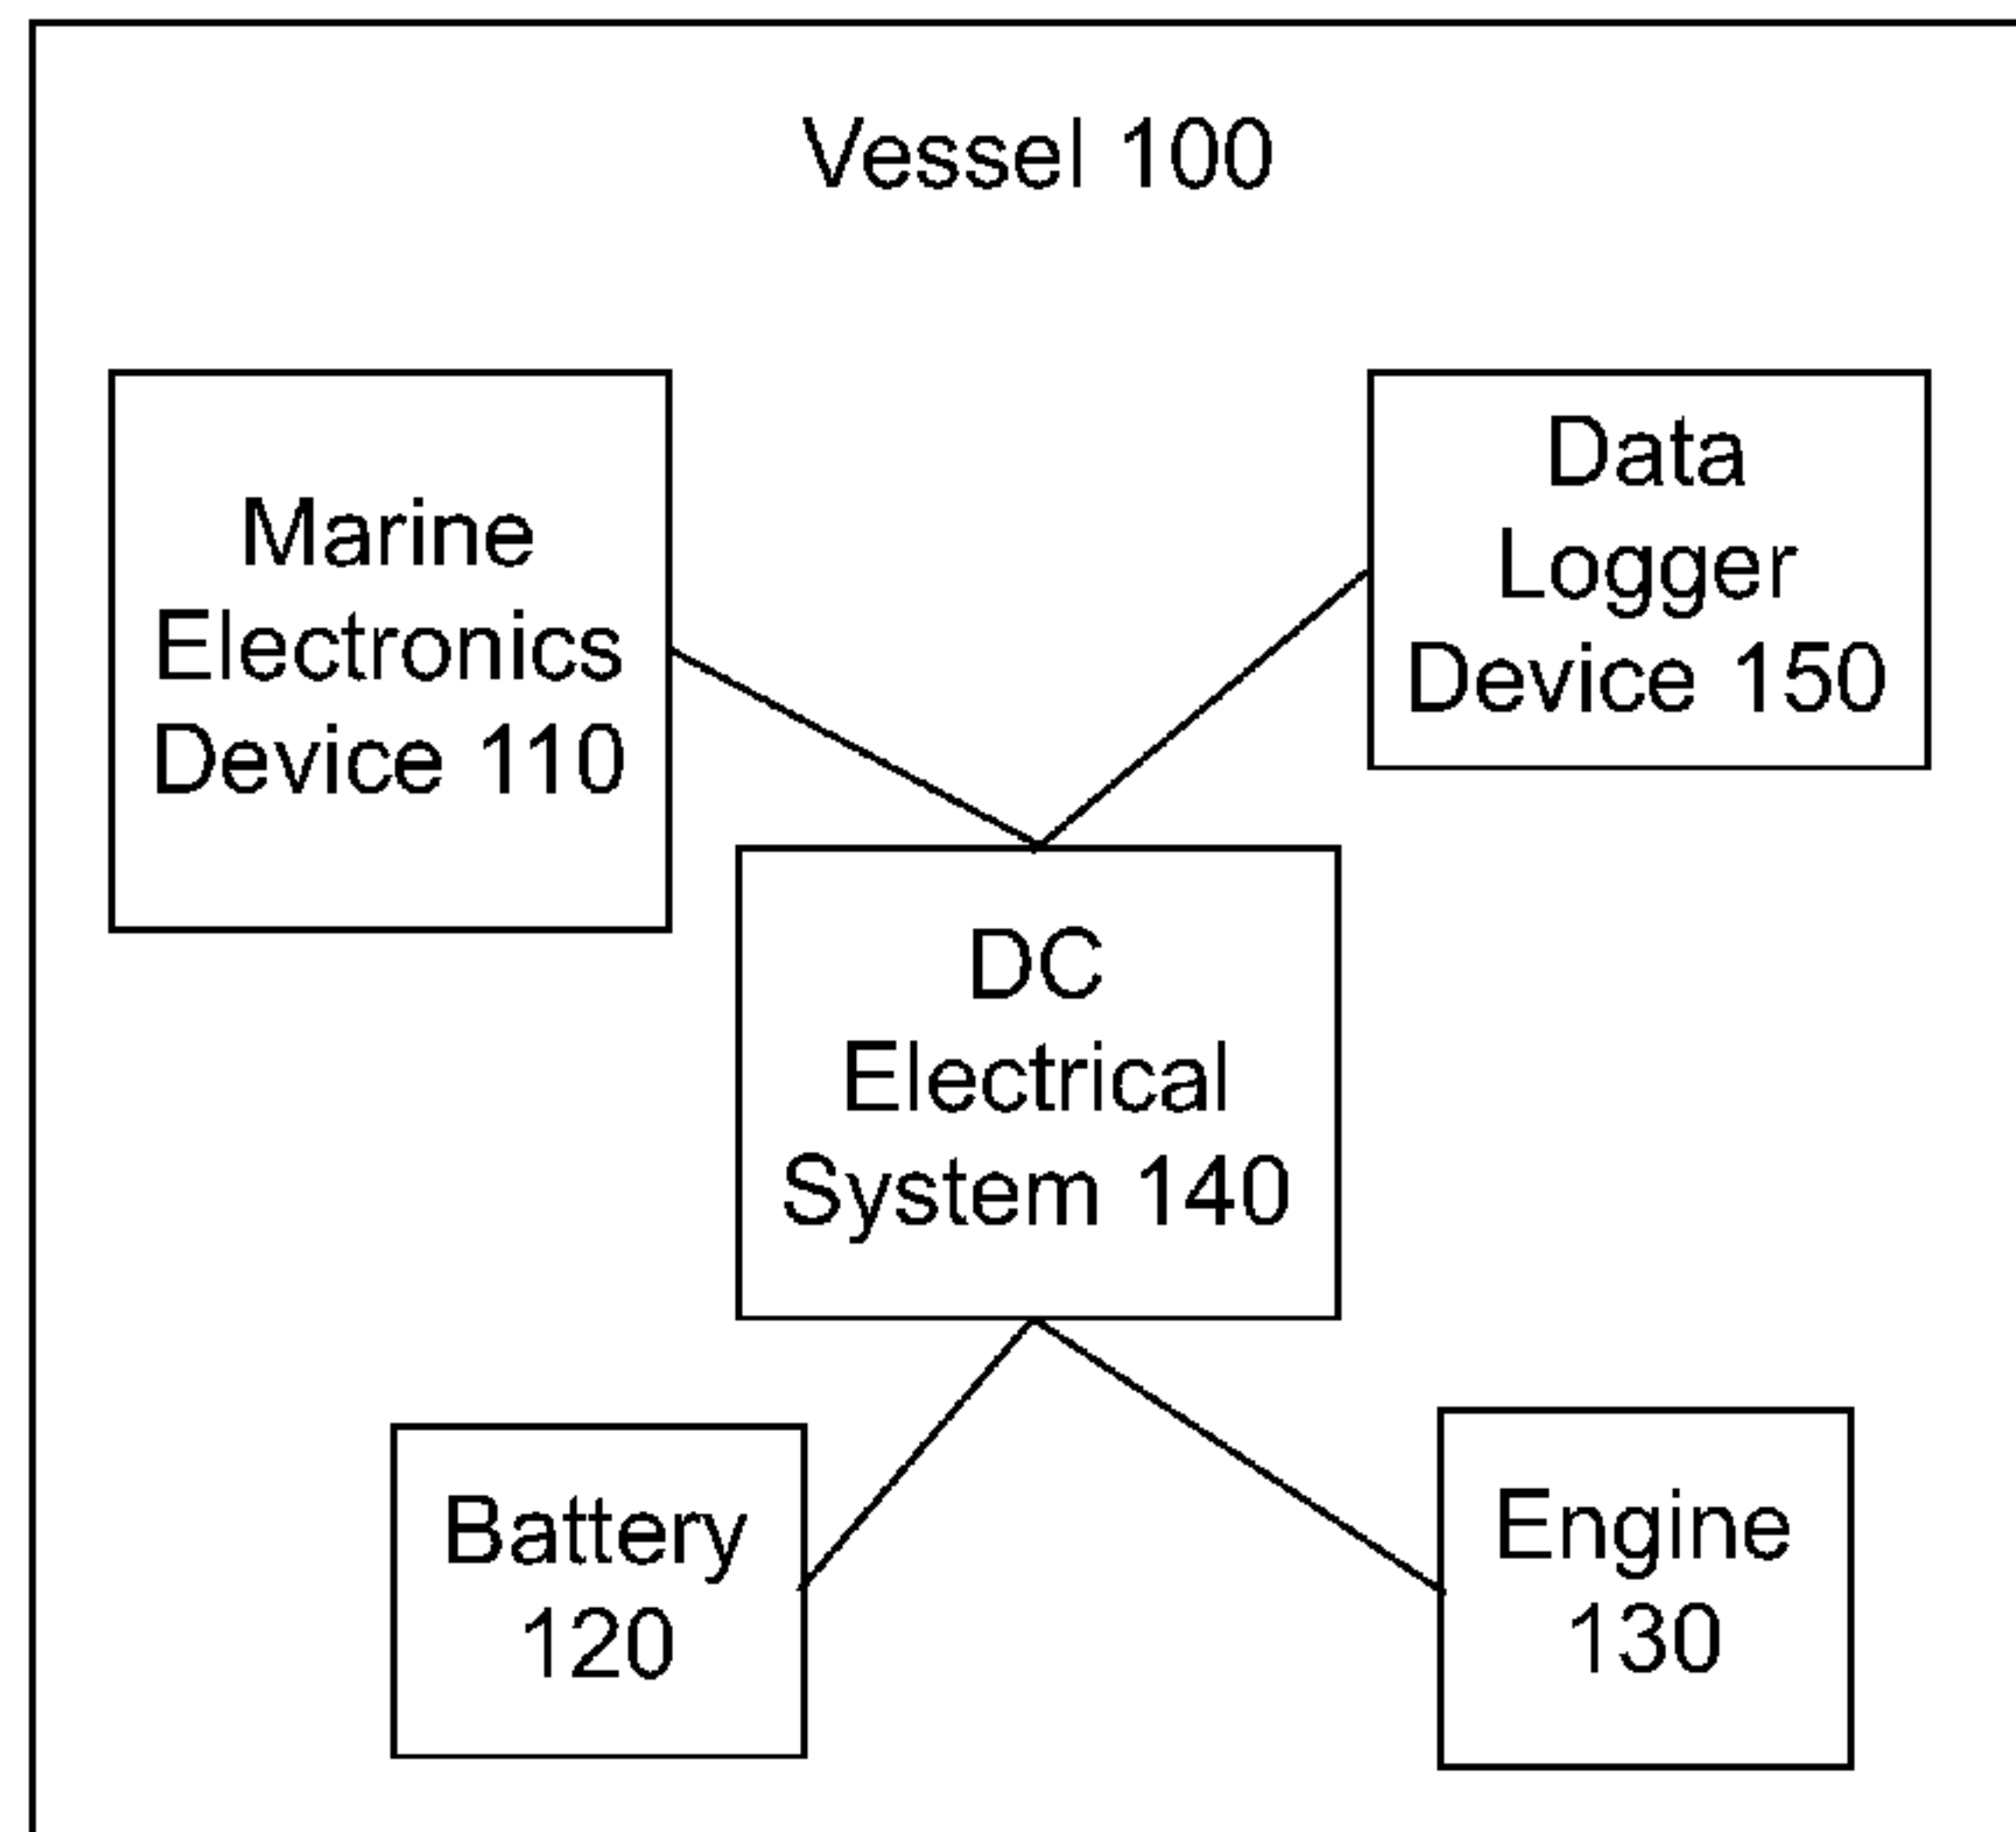 Vessel 100
Marine
Electronics
Device 110
Data
Logger
Device 150
DC
Electrical
System 140
Battery
120
Engine
130